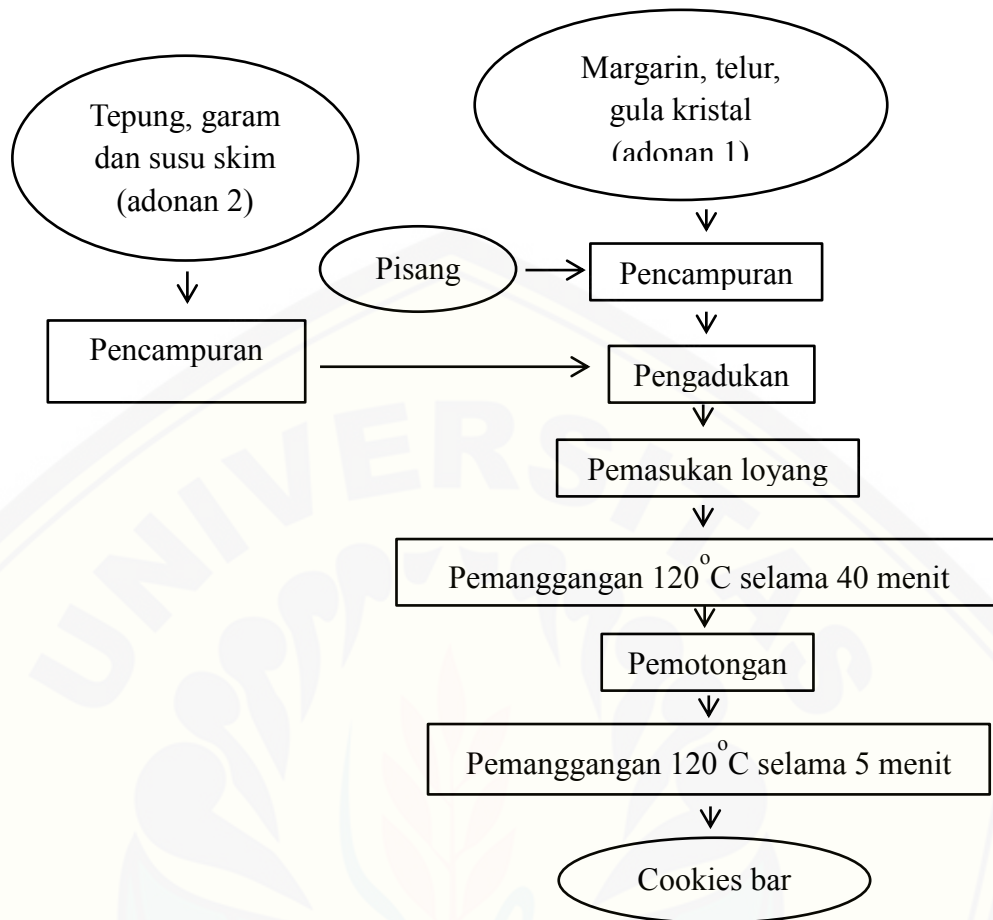 Margarin, telur,
gula kristal
(adonan 1)
Tepung, garam
dan susu skim
(adonan 2)
Pisang
Pencampuran
Pencampuran
Pengadukan
Pemasukan loyang
Pemanggangan 120°C selama 40 menit
Pemotongan
Pemanggangan 120°C selama 5 menit
Cookies bar
UNIVERSITAS